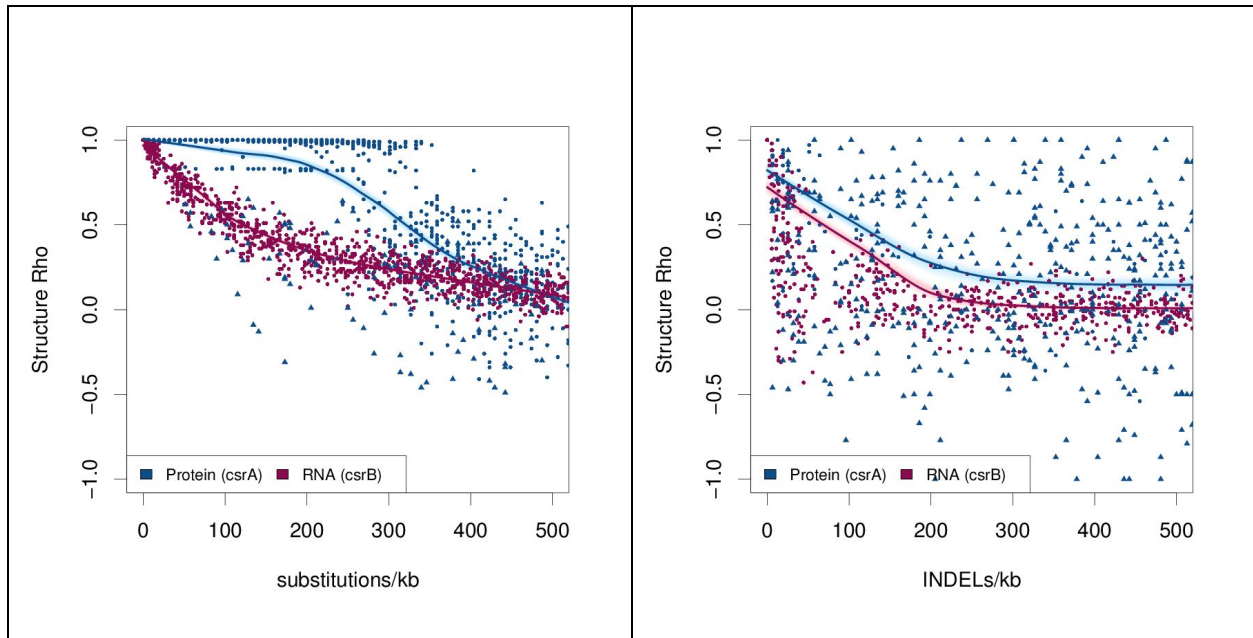 1.0
0.5
0.0
−0.5
−1.0
Structure Rho
Protein (csrA) RNA (csrB)
0 100 200 300 400 500
substitutions/kb
1.0
0.5
0.0
−0.5
−1.0
Structure Rho
Protein (csrA) RNA (csrB)
0 100 200 300 400 500
INDELs/kb